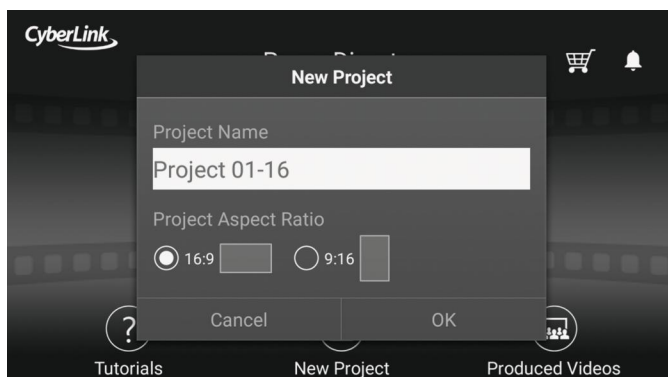 CyberLink
New Project
Project Name
Project 01-16
Project Aspect Ratio
16:9 9:16
Cancel OK
?
Tutorials New Project Produced Videos